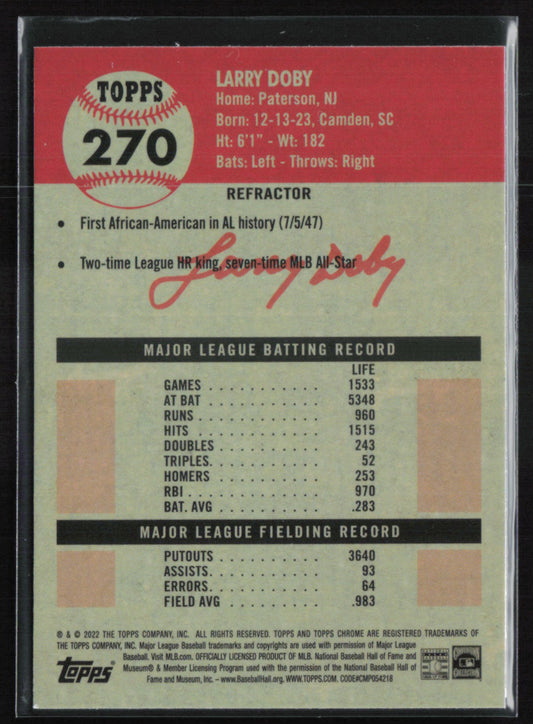 TOPPS
270
LARRY DOBY
Home: Paterson, NJ
Born: 12-13-23, Camden, SC
Ht: 6'1" - Wt: 182
Bats: Left - Throws: Right
REFRACTOR
• First African-American in AL history (7/5/47)
• Two-time League HR king, seven-time MLB All-Star
Larry Doby
MAJOR LEAGUE BATTING RECORD
LIFE
GAMES . . . . . . . . . . 1533
AT BAT . . . . . . . . . . 5348
RUNS . . . . . . . . . . 960
HITS . . . . . . . . . . 1515
DOUBLES . . . . . . . . . 243
TRIPLES. . . . . . . . . . 52
HOMERS . . . . . . . . . 253
RBI . . . . . . . . . . 970
BAT. AVG . . . . . . . . .283
MAJOR LEAGUE FIELDING RECORD
PUTOUTS . . . . . . . . . 3640
ASSISTS. . . . . . . . . . 93
ERRORS. . . . . . . . . . 64
FIELD AVG . . . . . . . . .983
® & © 2022 THE TOPPS COMPANY, INC. ALL RIGHTS RESERVED. TOPPS AND TOPPS CHROME ARE REGISTERED TRADEMARKS OF
THE TOPPS COMPANY, INC. Major League Baseball trademarks and copyrights are used with permission of Major League
Baseball. Visit MLB.com. OFFICIALLY LICENSED PRODUCT OF MLB. National Baseball Hall of Fame and
Museum® & Member Licensing Program used with the permission of the National Baseball Hall of
Fame and Museum, Inc. - www.BaseballHall.org. WWW.TOPPS.COM. CODE#CMP054218
topps